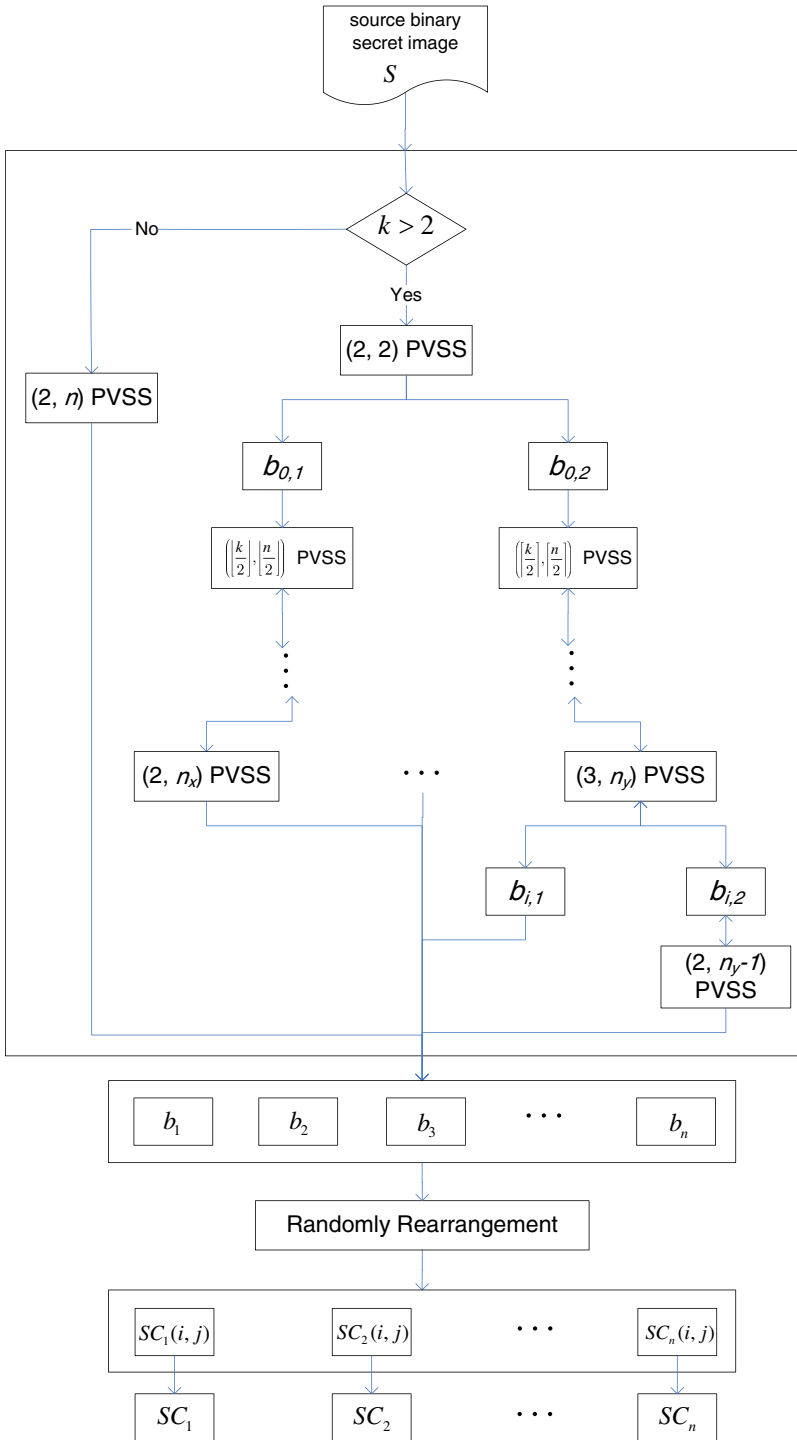 source binary
secret image
S
k > 2
No
Yes
(2, 2) PVSS
(2, n) PVSS
b0,1
b0,2
(⌊k/2⌋, ⌊n/2⌋) PVSS
(⌈k/2⌉, ⌈n/2⌉) PVSS
⋮
⋮
(2, nx) PVSS
⋯
(3, ny) PVSS
bi,1
bi,2
(2, ny-1)
PVSS
b1
b2
b3
⋯
bn
Randomly Rearrangement
SC1(i, j)
SC2(i, j)
⋯
SCn(i, j)
SC1
SC2
⋯
SCn